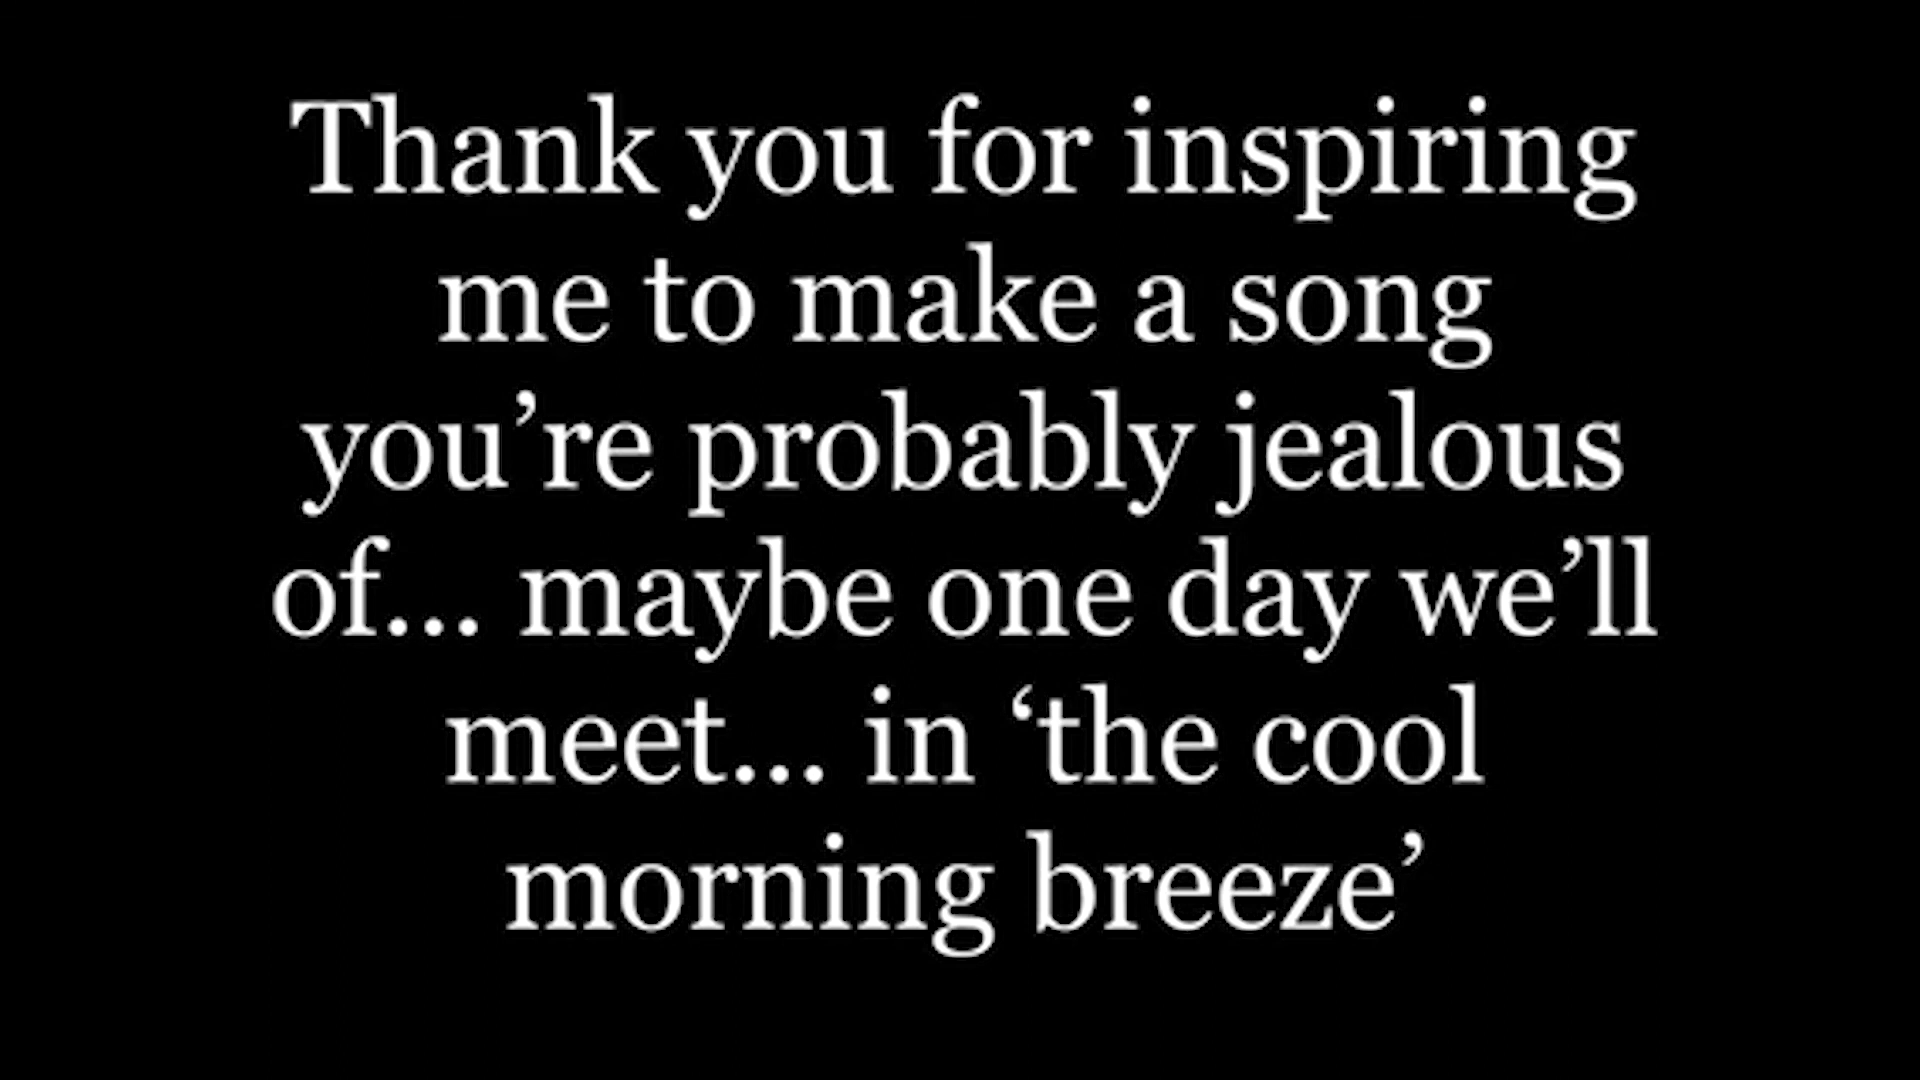 Thank you for inspiring
me to make a song
you’re probably jealous
of... maybe one day we’ll
meet... in ‘the cool
morning breeze’